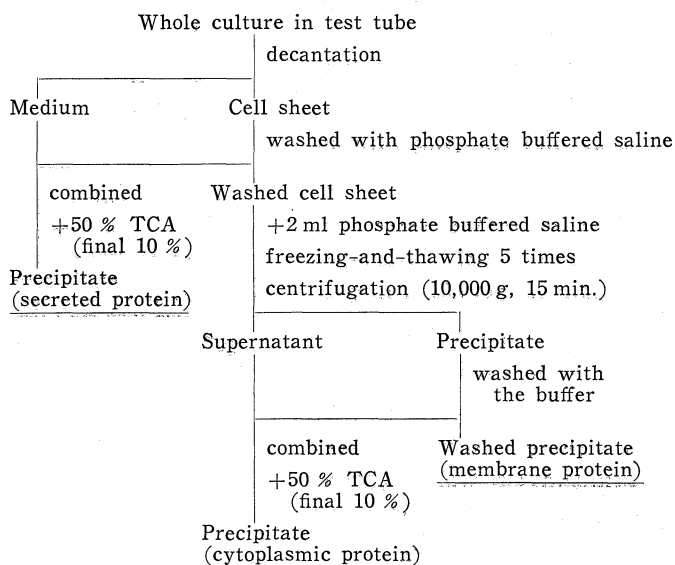 Whole culture in test tube
decantation
Medium
Cell sheet
washed with phosphate buffered saline
combined
+50 % TCA
(final 10 %)
Washed cell sheet
+2 ml phosphate buffered saline
freezing-and-thawing 5 times
centrifugation (10,000 g, 15 min.)
Precipitate
(secreted protein)
Supernatant
Precipitate
washed with
the buffer
combined
+50 % TCA
(final 10 %)
Washed precipitate
(membrane protein)
Precipitate
(cytoplasmic protein)